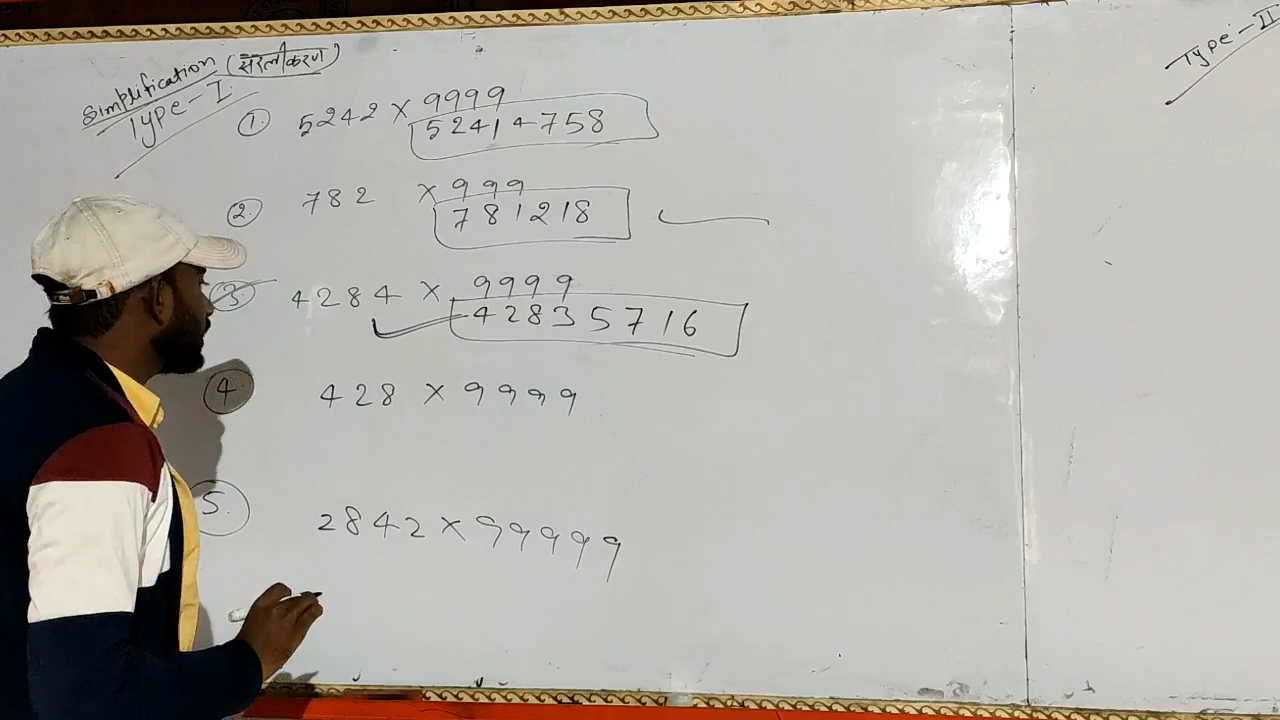 Simplification (सरलीकरण)
Type-I.
Type-II
1. 5242 × 9999
52414758
2. 782 × 999
781218
3. 4284 × 9999
42835716
4. 428 × 9999
5. 2842 × 99999